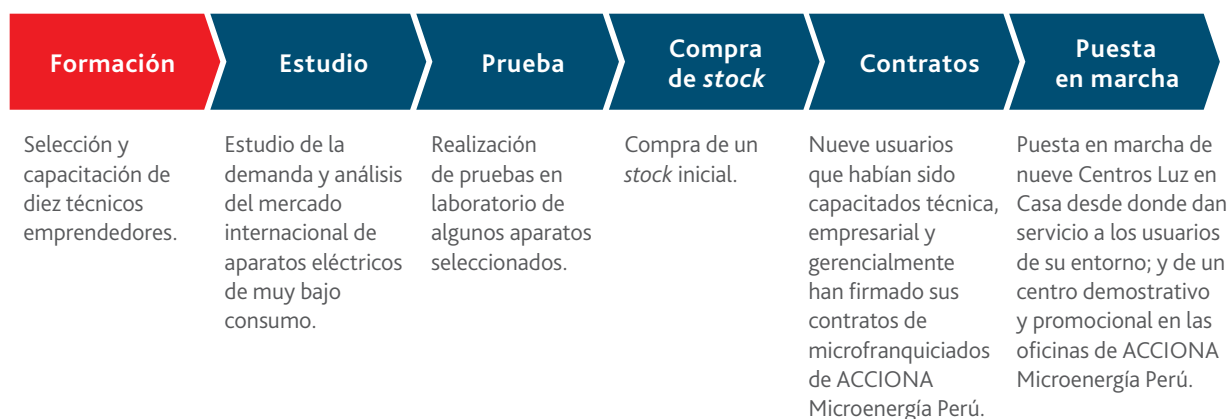 Formación
Estudio
Prueba
Compra
de stock
Contratos
Puesta
en marcha
Selección y
capacitación de
diez técnicos
emprendedores.
Estudio de la
demanda y análisis
del mercado
internacional de
aparatos eléctricos
de muy bajo
consumo.
Realización
de pruebas en
laboratorio de
algunos aparatos
seleccionados.
Compra de un
stock inicial.
Nueve usuarios
que habían sido
capacitados técnica,
empresarial y
gerencialmente
han firmado sus
contratos de
microfranquiciados
de ACCIONA
Microenergía Perú.
Puesta en marcha de
nueve Centros Luz en
Casa desde donde dan
servicio a los usuarios
de su entorno; y de un
centro demostrativo
y promocional en las
oficinas de ACCIONA
Microenergía Perú.